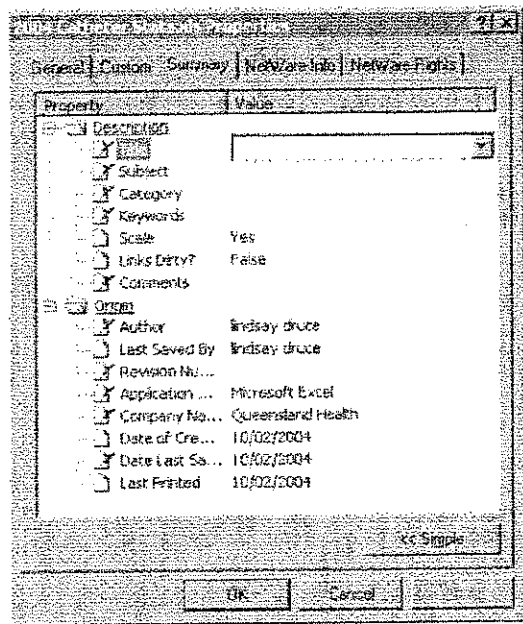 General Custom Summary NetWare Info NetWare Rights
Property Value
Description
Subject
Category
Keywords
Scale Yes
Links Dirty? False
Comments
Origin
Author lindsay druce
Last Saved By lindsay druce
Revision Nu...
Application ... Microsoft Excel
Company Na... Queensland Health
Date of Cre... 10/02/2004
Date Last Sa... 10/02/2004
Last Printed 10/02/2004
<< Simple
OK Cancel